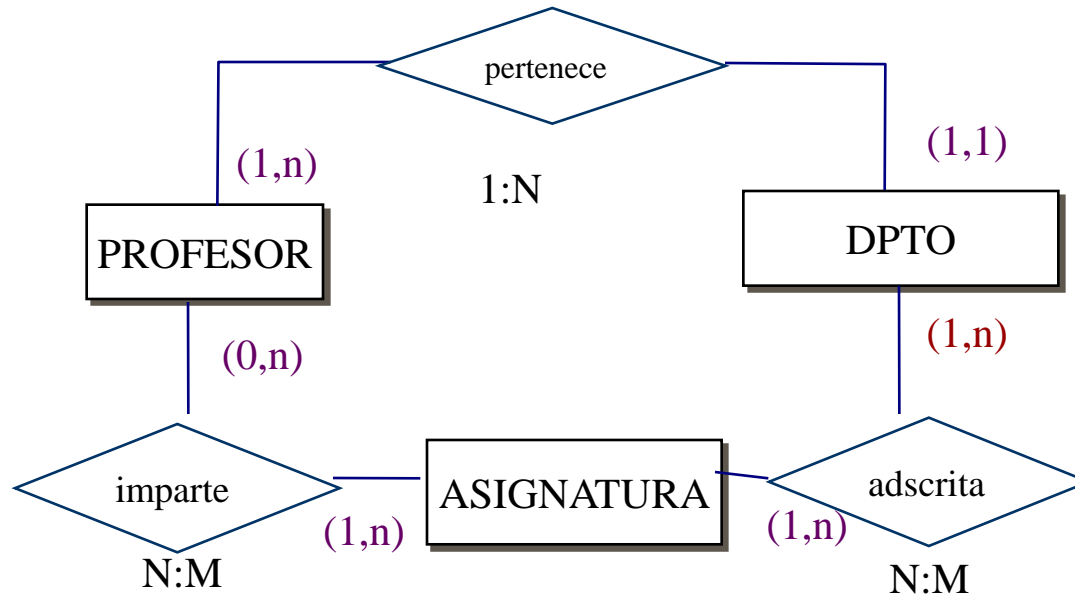 pertenece
(1,n)
(1,1)
1:N
PROFESOR
DPTO
(0,n)
(1,n)
imparte
ASIGNATURA
adscrita
(1,n)
(1,n)
N:M
N:M